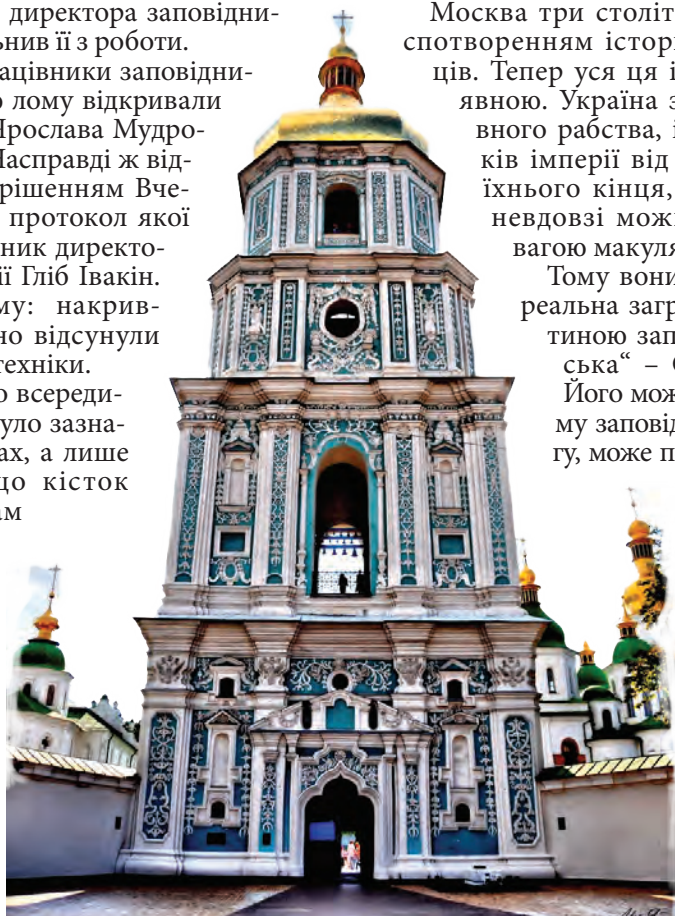 директора заповідни-
ьнив її з роботи.
ацівники заповідни-
о лому відкривали
Ярослава Мудро-
Насправді ж від-
рішенням Вче-
протокол якої
ник директо-
ії Гліб Івакін.
му: накрив-
но відсунули
техніки.
о всереди-
уло зазна-
ах, а лише
що кісток
ам
Москва три століт
спотворенням істори
ців. Тепер уся ця і
явною. Україна з
вного рабства, і
ків імперії від
їхнього кінця,
невдовзі можн
вагою макуля
Тому вони
реальна загр
тиною запо
ська“ – С
Його мож
му заповід
гу, може п